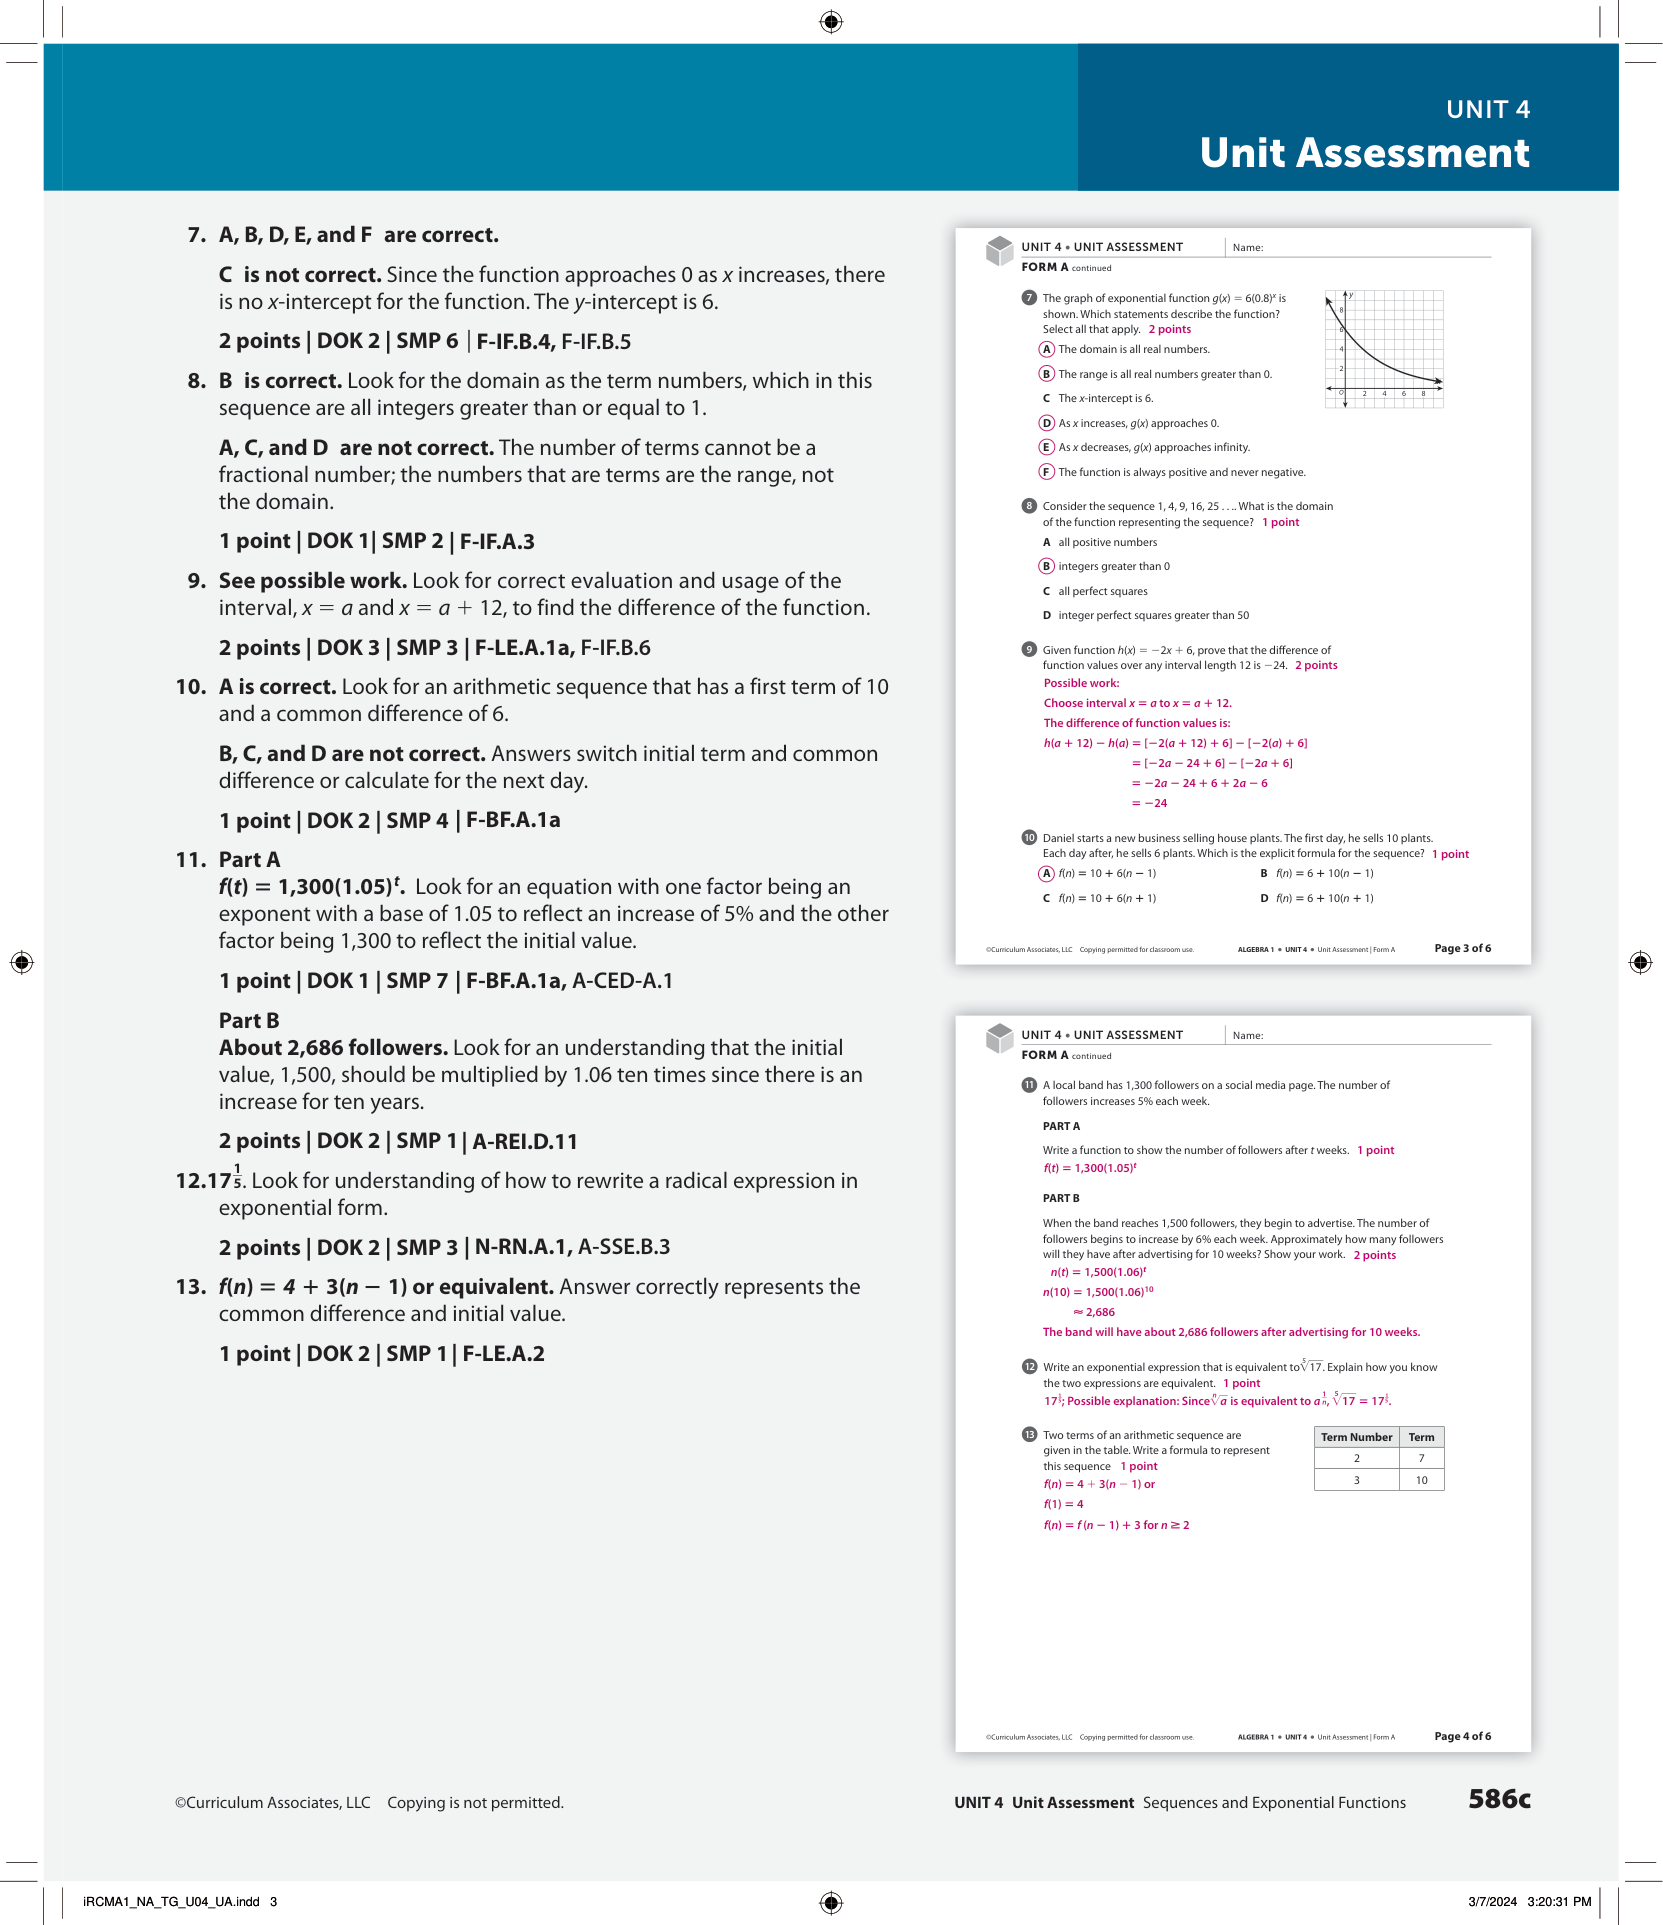 UNIT 4
Unit Assessment
7. A, B, D, E, and F are correct.
C is not correct. Since the function approaches 0 as x increases, there
is no x-intercept for the function. The y-intercept is 6.
2 points | DOK 2 | SMP 6 | F-IF.B.4, F-IF.B.5
8. B is correct. Look for the domain as the term numbers, which in this
sequence are all integers greater than or equal to 1.
A, C, and D are not correct. The number of terms cannot be a
fractional number; the numbers that are terms are the range, not
the domain.
1 point | DOK 1| SMP 2 | F-IF.A.3
9. See possible work. Look for correct evaluation and usage of the
interval, x = a and x = a + 12, to find the difference of the function.
2 points | DOK 3 | SMP 3 | F-LE.A.1a, F-IF.B.6
10. A is correct. Look for an arithmetic sequence that has a first term of 10
and a common difference of 6.
B, C, and D are not correct. Answers switch initial term and common
difference or calculate for the next day.
1 point | DOK 2 | SMP 4 | F-BF.A.1a
11. Part A
f(t) = 1,300(1.05)^t. Look for an equation with one factor being an
exponent with a base of 1.05 to reflect an increase of 5% and the other
factor being 1,300 to reflect the initial value.
1 point | DOK 1 | SMP 7 | F-BF.A.1a, A-CED-A.1
Part B
About 2,686 followers. Look for an understanding that the initial
value, 1,500, should be multiplied by 1.06 ten times since there is an
increase for ten years.
2 points | DOK 2 | SMP 1 | A-REI.D.11
12. 17^(1/5). Look for understanding of how to rewrite a radical expression in
exponential form.
2 points | DOK 2 | SMP 3 | N-RN.A.1, A-SSE.B.3
13. f(n) = 4 + 3(n − 1) or equivalent. Answer correctly represents the
common difference and initial value.
1 point | DOK 2 | SMP 1 | F-LE.A.2
UNIT 4 • UNIT ASSESSMENT Name:
FORM A continued
7 The graph of exponential function g(x) = 6(0.8)^x is
shown. Which statements describe the function?
Select all that apply. 2 points
A The domain is all real numbers.
B The range is all real numbers greater than 0.
C The x-intercept is 6.
D As x increases, g(x) approaches 0.
E As x decreases, g(x) approaches infinity.
F The function is always positive and never negative.
y
8
6
4
2
O 2 4 6 8
8 Consider the sequence 1, 4, 9, 16, 25 . . .. What is the domain
of the function representing the sequence? 1 point
A all positive numbers
B integers greater than 0
C all perfect squares
D integer perfect squares greater than 50
9 Given function h(x) = −2x + 6, prove that the difference of
function values over any interval length 12 is −24. 2 points
Possible work:
Choose interval x = a to x = a + 12.
The difference of function values is:
h(a + 12) − h(a) = [−2(a + 12) + 6] − [−2(a) + 6]
= [−2a − 24 + 6] − [−2a + 6]
= −2a − 24 + 6 + 2a − 6
= −24
10 Daniel starts a new business selling house plants. The first day, he sells 10 plants.
Each day after, he sells 6 plants. Which is the explicit formula for the sequence? 1 point
A f(n) = 10 + 6(n − 1) B f(n) = 6 + 10(n − 1)
C f(n) = 10 + 6(n + 1) D f(n) = 6 + 10(n + 1)
©Curriculum Associates, LLC Copying permitted for classroom use. ALGEBRA 1 • UNIT 4 • Unit Assessment | Form A Page 3 of 6
UNIT 4 • UNIT ASSESSMENT Name:
FORM A continued
11 A local band has 1,300 followers on a social media page. The number of
followers increases 5% each week.
PART A
Write a function to show the number of followers after t weeks. 1 point
f(t) = 1,300(1.05)^t
PART B
When the band reaches 1,500 followers, they begin to advertise. The number of
followers begins to increase by 6% each week. Approximately how many followers
will they have after advertising for 10 weeks? Show your work. 2 points
n(t) = 1,500(1.06)^t
n(10) = 1,500(1.06)^10
≈ 2,686
The band will have about 2,686 followers after advertising for 10 weeks.
12 Write an exponential expression that is equivalent to ⁵√17. Explain how you know
the two expressions are equivalent. 1 point
17^(1/5); Possible explanation: Since ⁿ√a is equivalent to a^(1/n), ⁵√17 = 17^(1/5).
13 Two terms of an arithmetic sequence are
given in the table. Write a formula to represent
this sequence 1 point
f(n) = 4 + 3(n − 1) or
f(1) = 4
f(n) = f (n − 1) + 3 for n ≥ 2
Term Number Term
2 7
3 10
©Curriculum Associates, LLC Copying permitted for classroom use. ALGEBRA 1 • UNIT 4 • Unit Assessment | Form A Page 4 of 6
©Curriculum Associates, LLC Copying is not permitted.
UNIT 4 Unit Assessment Sequences and Exponential Functions 586c
iRCMA1_NA_TG_U04_UA.indd 3
3/7/2024 3:20:31 PM